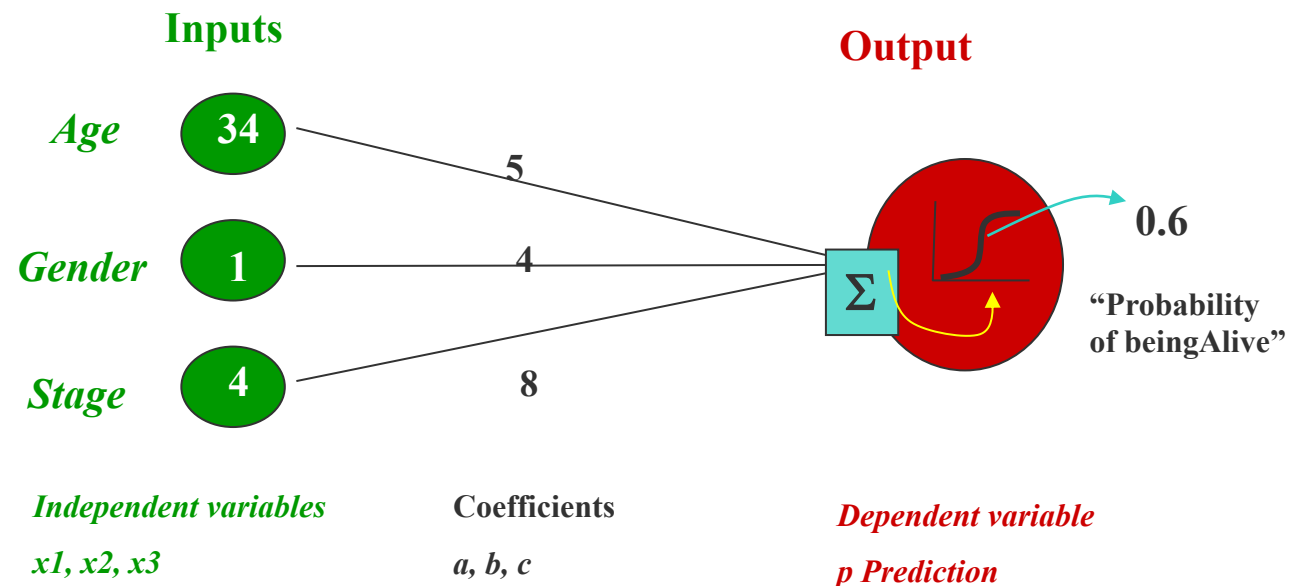 Inputs
Output
Age 34
5
0.6
Gender 1
4
Σ
“Probability
of beingAlive”
Stage 4
8
Independent variables
x1, x2, x3
Coefficients
a, b, c
Dependent variable
p Prediction